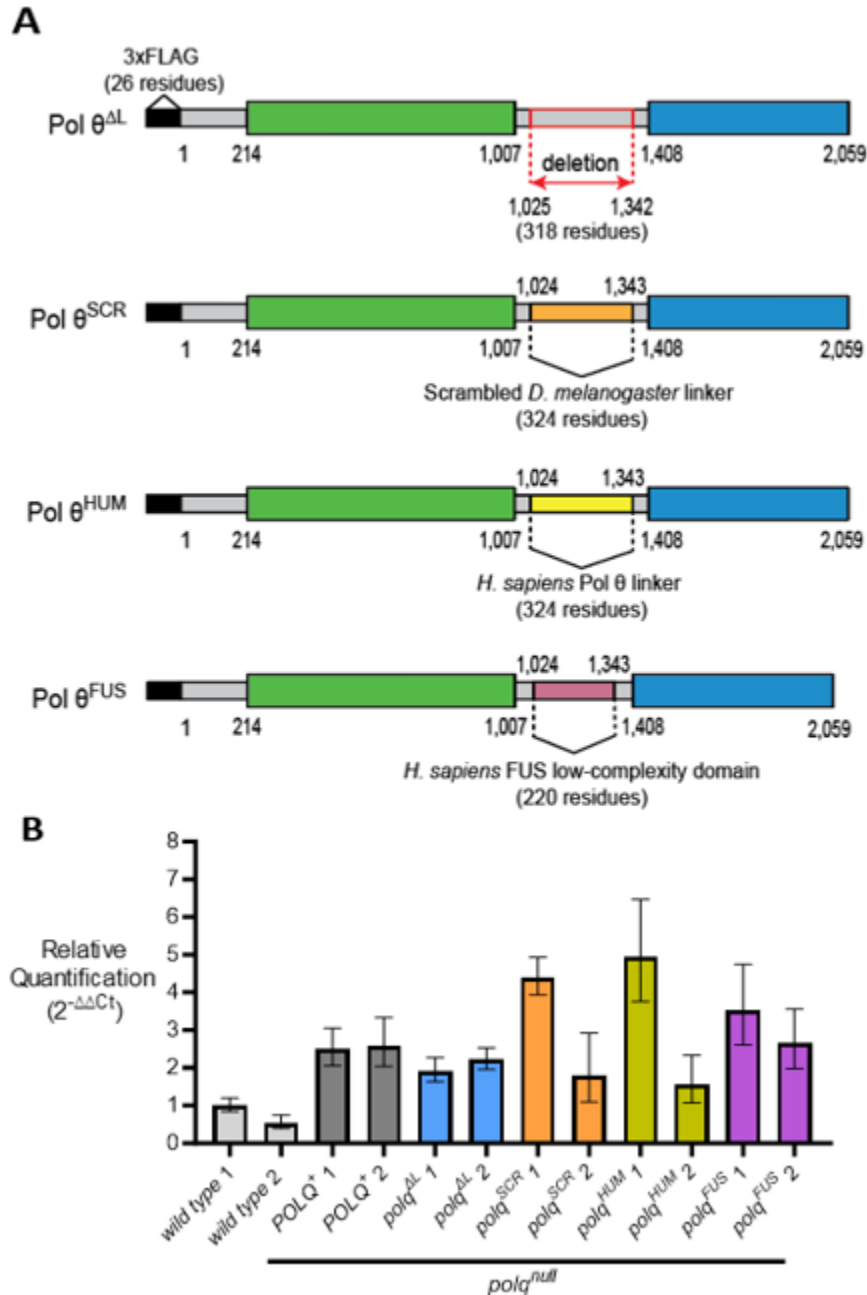 A
3xFLAG
(26 residues)
Pol θ^ΔL
1 214 1,007 1,408 2,059
deletion
1,025 1,342
(318 residues)
1,024 1,343
Pol θ^SCR
1 214 1,007 1,408 2,059
Scrambled D. melanogaster linker
(324 residues)
1,024 1,343
Pol θ^HUM
1 214 1,007 1,408 2,059
H. sapiens Pol θ linker
(324 residues)
1,024 1,343
Pol θ^FUS
1 214 1,007 1,408 2,059
H. sapiens FUS low-complexity domain
(220 residues)
B
8
7
6
5
4
3
2
1
0
Relative
Quantification
(2^-ΔΔCt)
wild type 1
wild type 2
POLQ^+ 1
POLQ^+ 2
polq^ΔL 1
polq^ΔL 2
polq^SCR 1
polq^SCR 2
polq^HUM 1
polq^HUM 2
polq^FUS 1
polq^FUS 2
polq^null